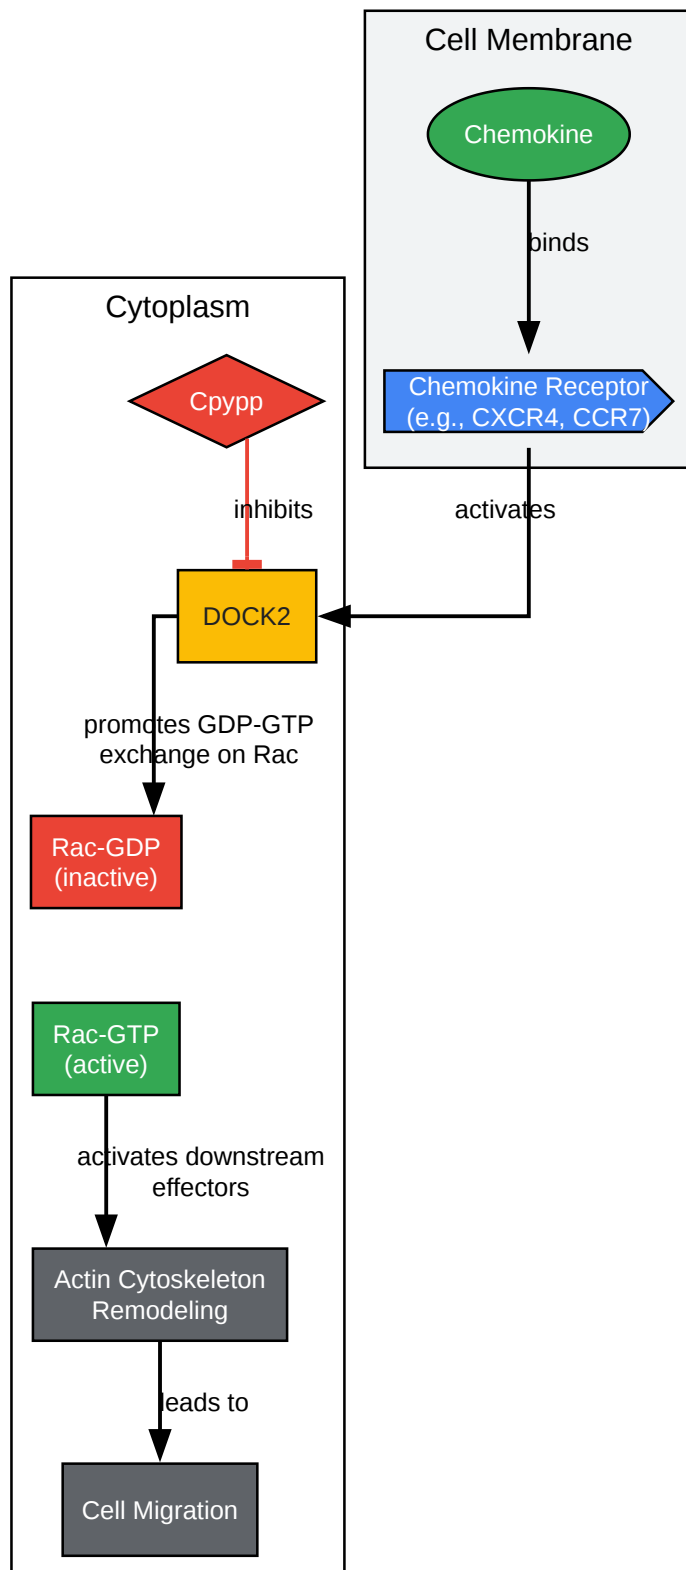 Cell Membrane
Chemokine
binds
Chemokine Receptor
(e.g., CXCR4, CCR7)
activates
Cytoplasm
Cpypp
inhibits
DOCK2
promotes GDP-GTP
exchange on Rac
Rac-GDP
(inactive)
Rac-GTP
(active)
activates downstream
effectors
Actin Cytoskeleton
Remodeling
leads to
Cell Migration